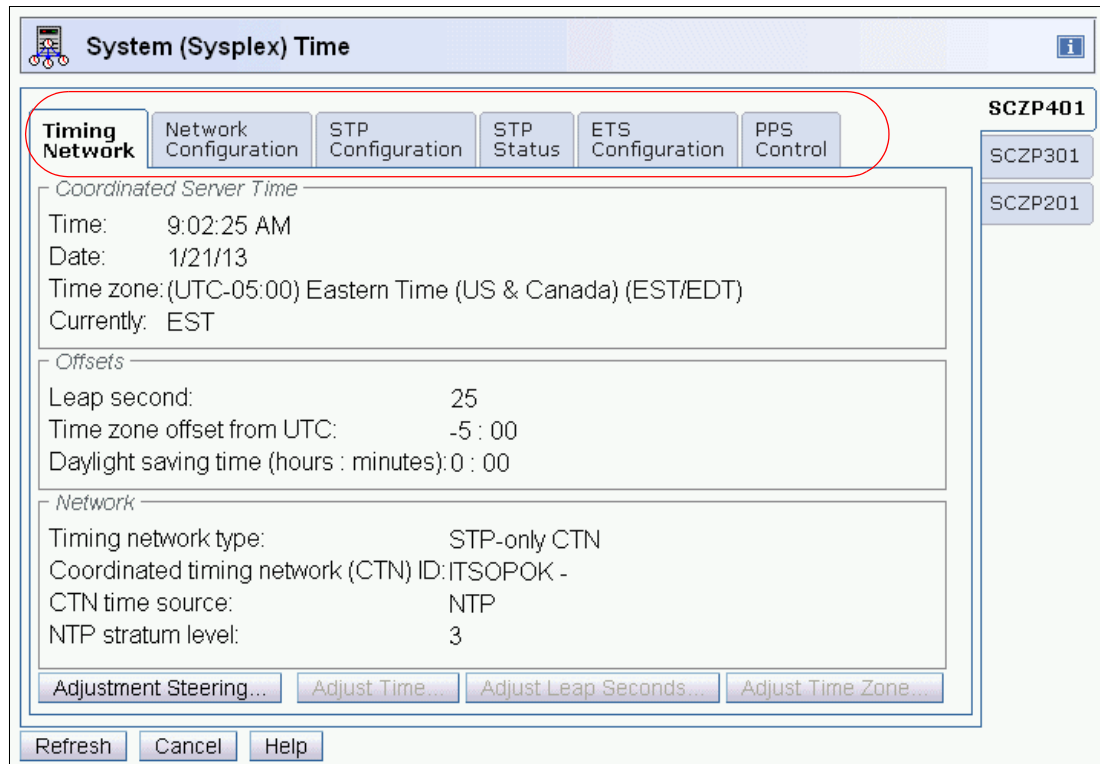 System (Sysplex) Time
i
Timing Network
Network Configuration
STP Configuration
STP Status
ETS Configuration
PPS Control
SCZP401
SCZP301
SCZP201
Coordinated Server Time
Time: 9:02:25 AM
Date: 1/21/13
Time zone: (UTC-05:00) Eastern Time (US & Canada) (EST/EDT)
Currently: EST
Offsets
Leap second: 25
Time zone offset from UTC: -5 : 00
Daylight saving time (hours : minutes): 0 : 00
Network
Timing network type: STP-only CTN
Coordinated timing network (CTN) ID: ITSOPOK -
CTN time source: NTP
NTP stratum level: 3
Adjustment Steering... Adjust Time... Adjust Leap Seconds... Adjust Time Zone...
Refresh Cancel Help